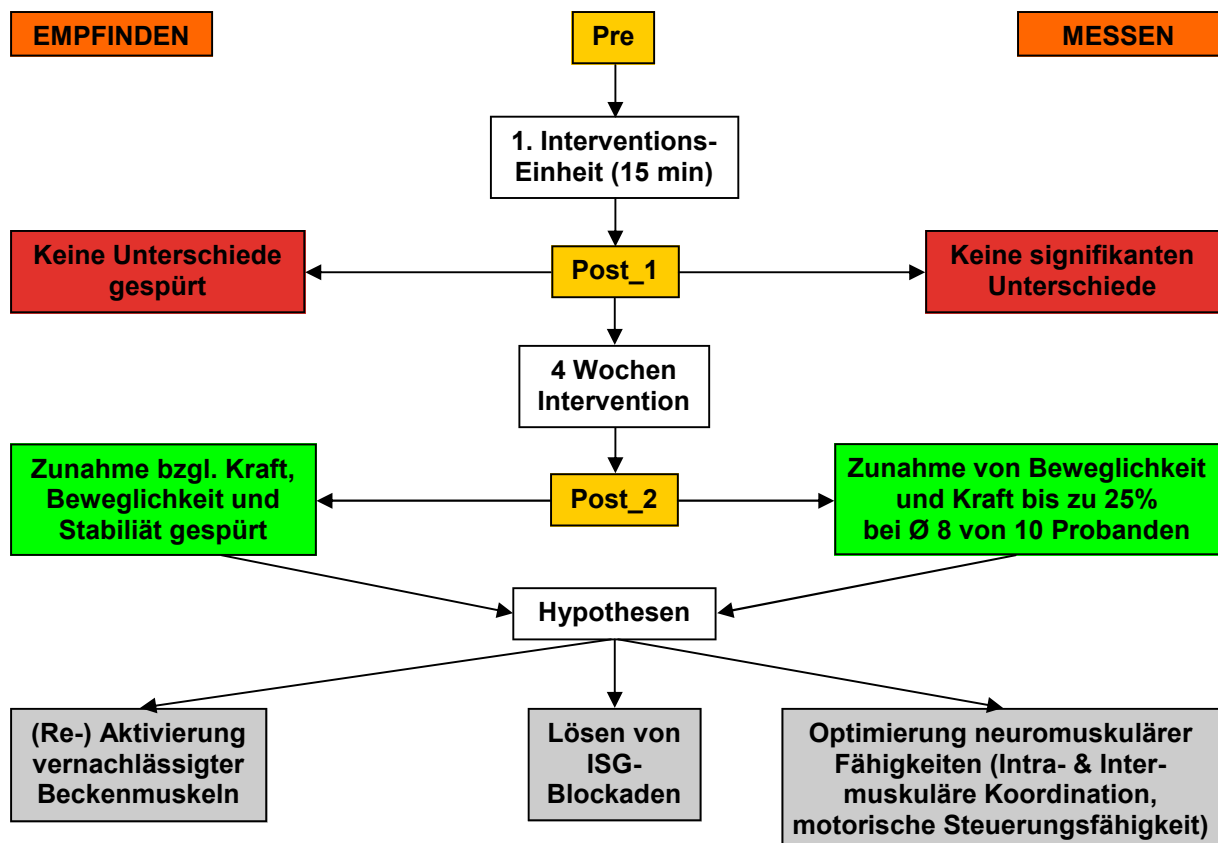 EMPFINDEN
Pre
MESSEN
1. Interventions-
Einheit (15 min)
Keine Unterschiede
gespürt
Post_1
Keine signifikanten
Unterschiede
4 Wochen
Intervention
Zunahme bzgl. Kraft,
Beweglichkeit und
Stabiliät gespürt
Post_2
Zunahme von Beweglichkeit
und Kraft bis zu 25%
bei Ø 8 von 10 Probanden
Hypothesen
(Re-) Aktivierung
vernachlässigter
Beckenmuskeln
Lösen von
ISG-
Blockaden
Optimierung neuromuskulärer
Fähigkeiten (Intra- & Inter-
muskuläre Koordination,
motorische Steuerungsfähigkeit)